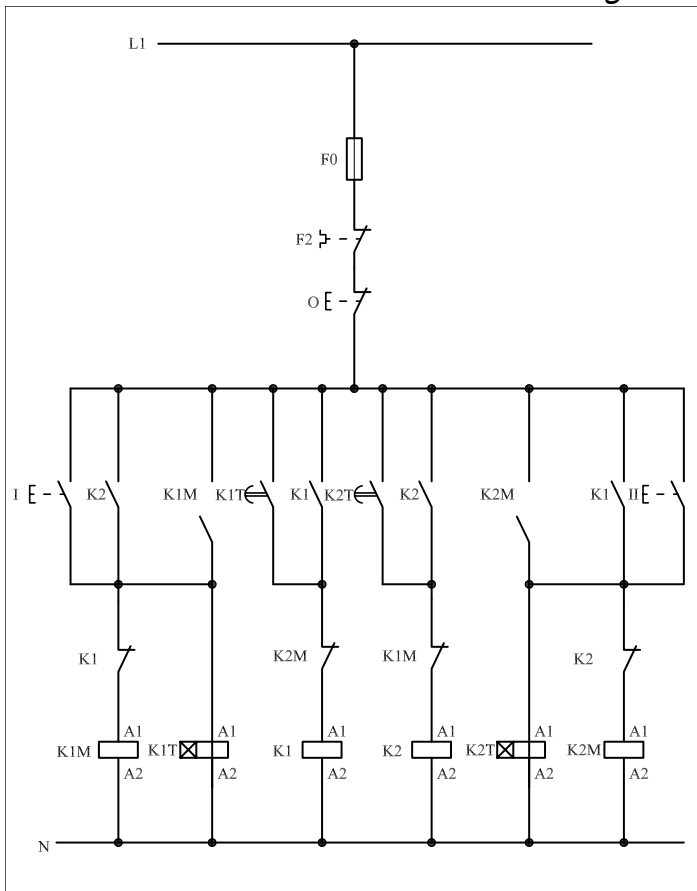 L1
F0
F2
O
I K2 K1M K1T K1 K2T K2 K2M K1 II
K1 K2M K1M K2
A1 A1 A1 A1 A1 A1
K1M K1T K1 K2 K2T K2M
A2 A2 A2 A2 A2 A2
N